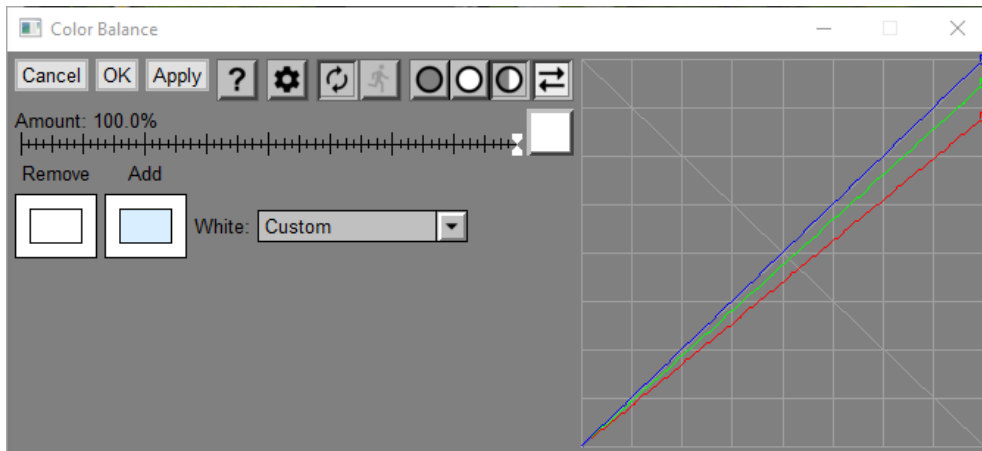 Color Balance
Cancel OK Apply ?
Amount: 100.0%
Remove Add
White: Custom